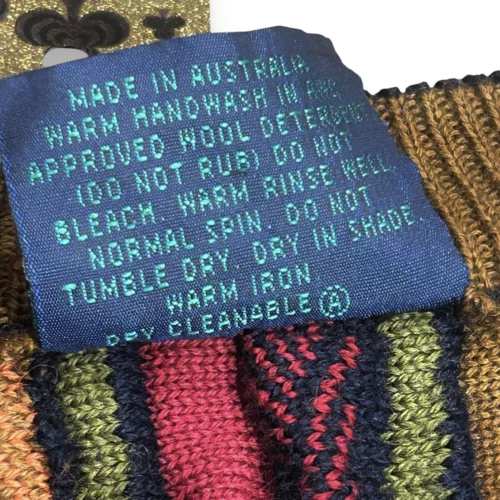 MADE IN AUSTRALIA
WARM HANDWASH IN AWC
APPROVED WOOL DETERGENT
(DO NOT RUB) DO NOT
BLEACH. WARM RINSE WELL.
NORMAL SPIN. DO NOT
TUMBLE DRY. DRY IN SHADE.
WARM IRON
DRY CLEANABLE Ⓐ